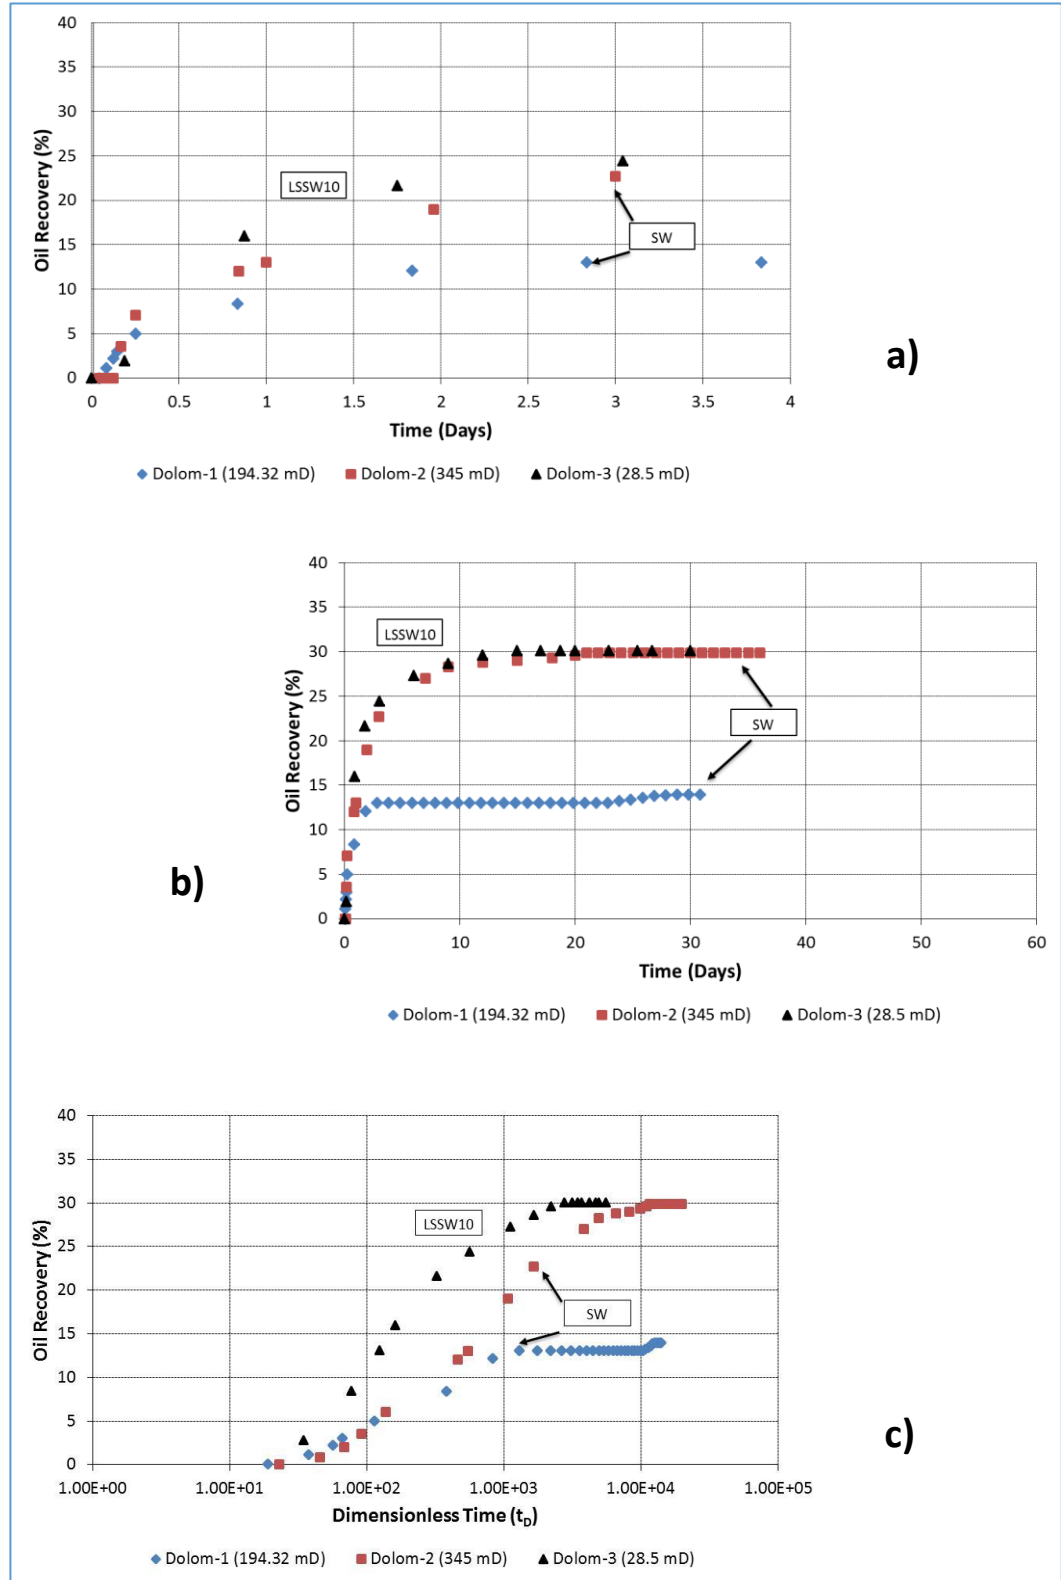 40
35
30
25
20
15
10
5
0
Oil Recovery (%)
LSSW10
SW
0 0.5 1 1.5 2 2.5 3 3.5 4
Time (Days)
a)
Dolom-1 (194.32 mD) Dolom-2 (345 mD) Dolom-3 (28.5 mD)
40
35
30
25
20
15
10
5
0
Oil Recovery (%)
LSSW10
SW
0 10 20 30 40 50 60
Time (Days)
b)
Dolom-1 (194.32 mD) Dolom-2 (345 mD) Dolom-3 (28.5 mD)
40
35
30
25
20
15
10
5
0
Oil Recovery (%)
LSSW10
SW
1.00E+00 1.00E+01 1.00E+02 1.00E+03 1.00E+04 1.00E+05
Dimensionless Time (tD)
c)
Dolom-1 (194.32 mD) Dolom-2 (345 mD) Dolom-3 (28.5 mD)